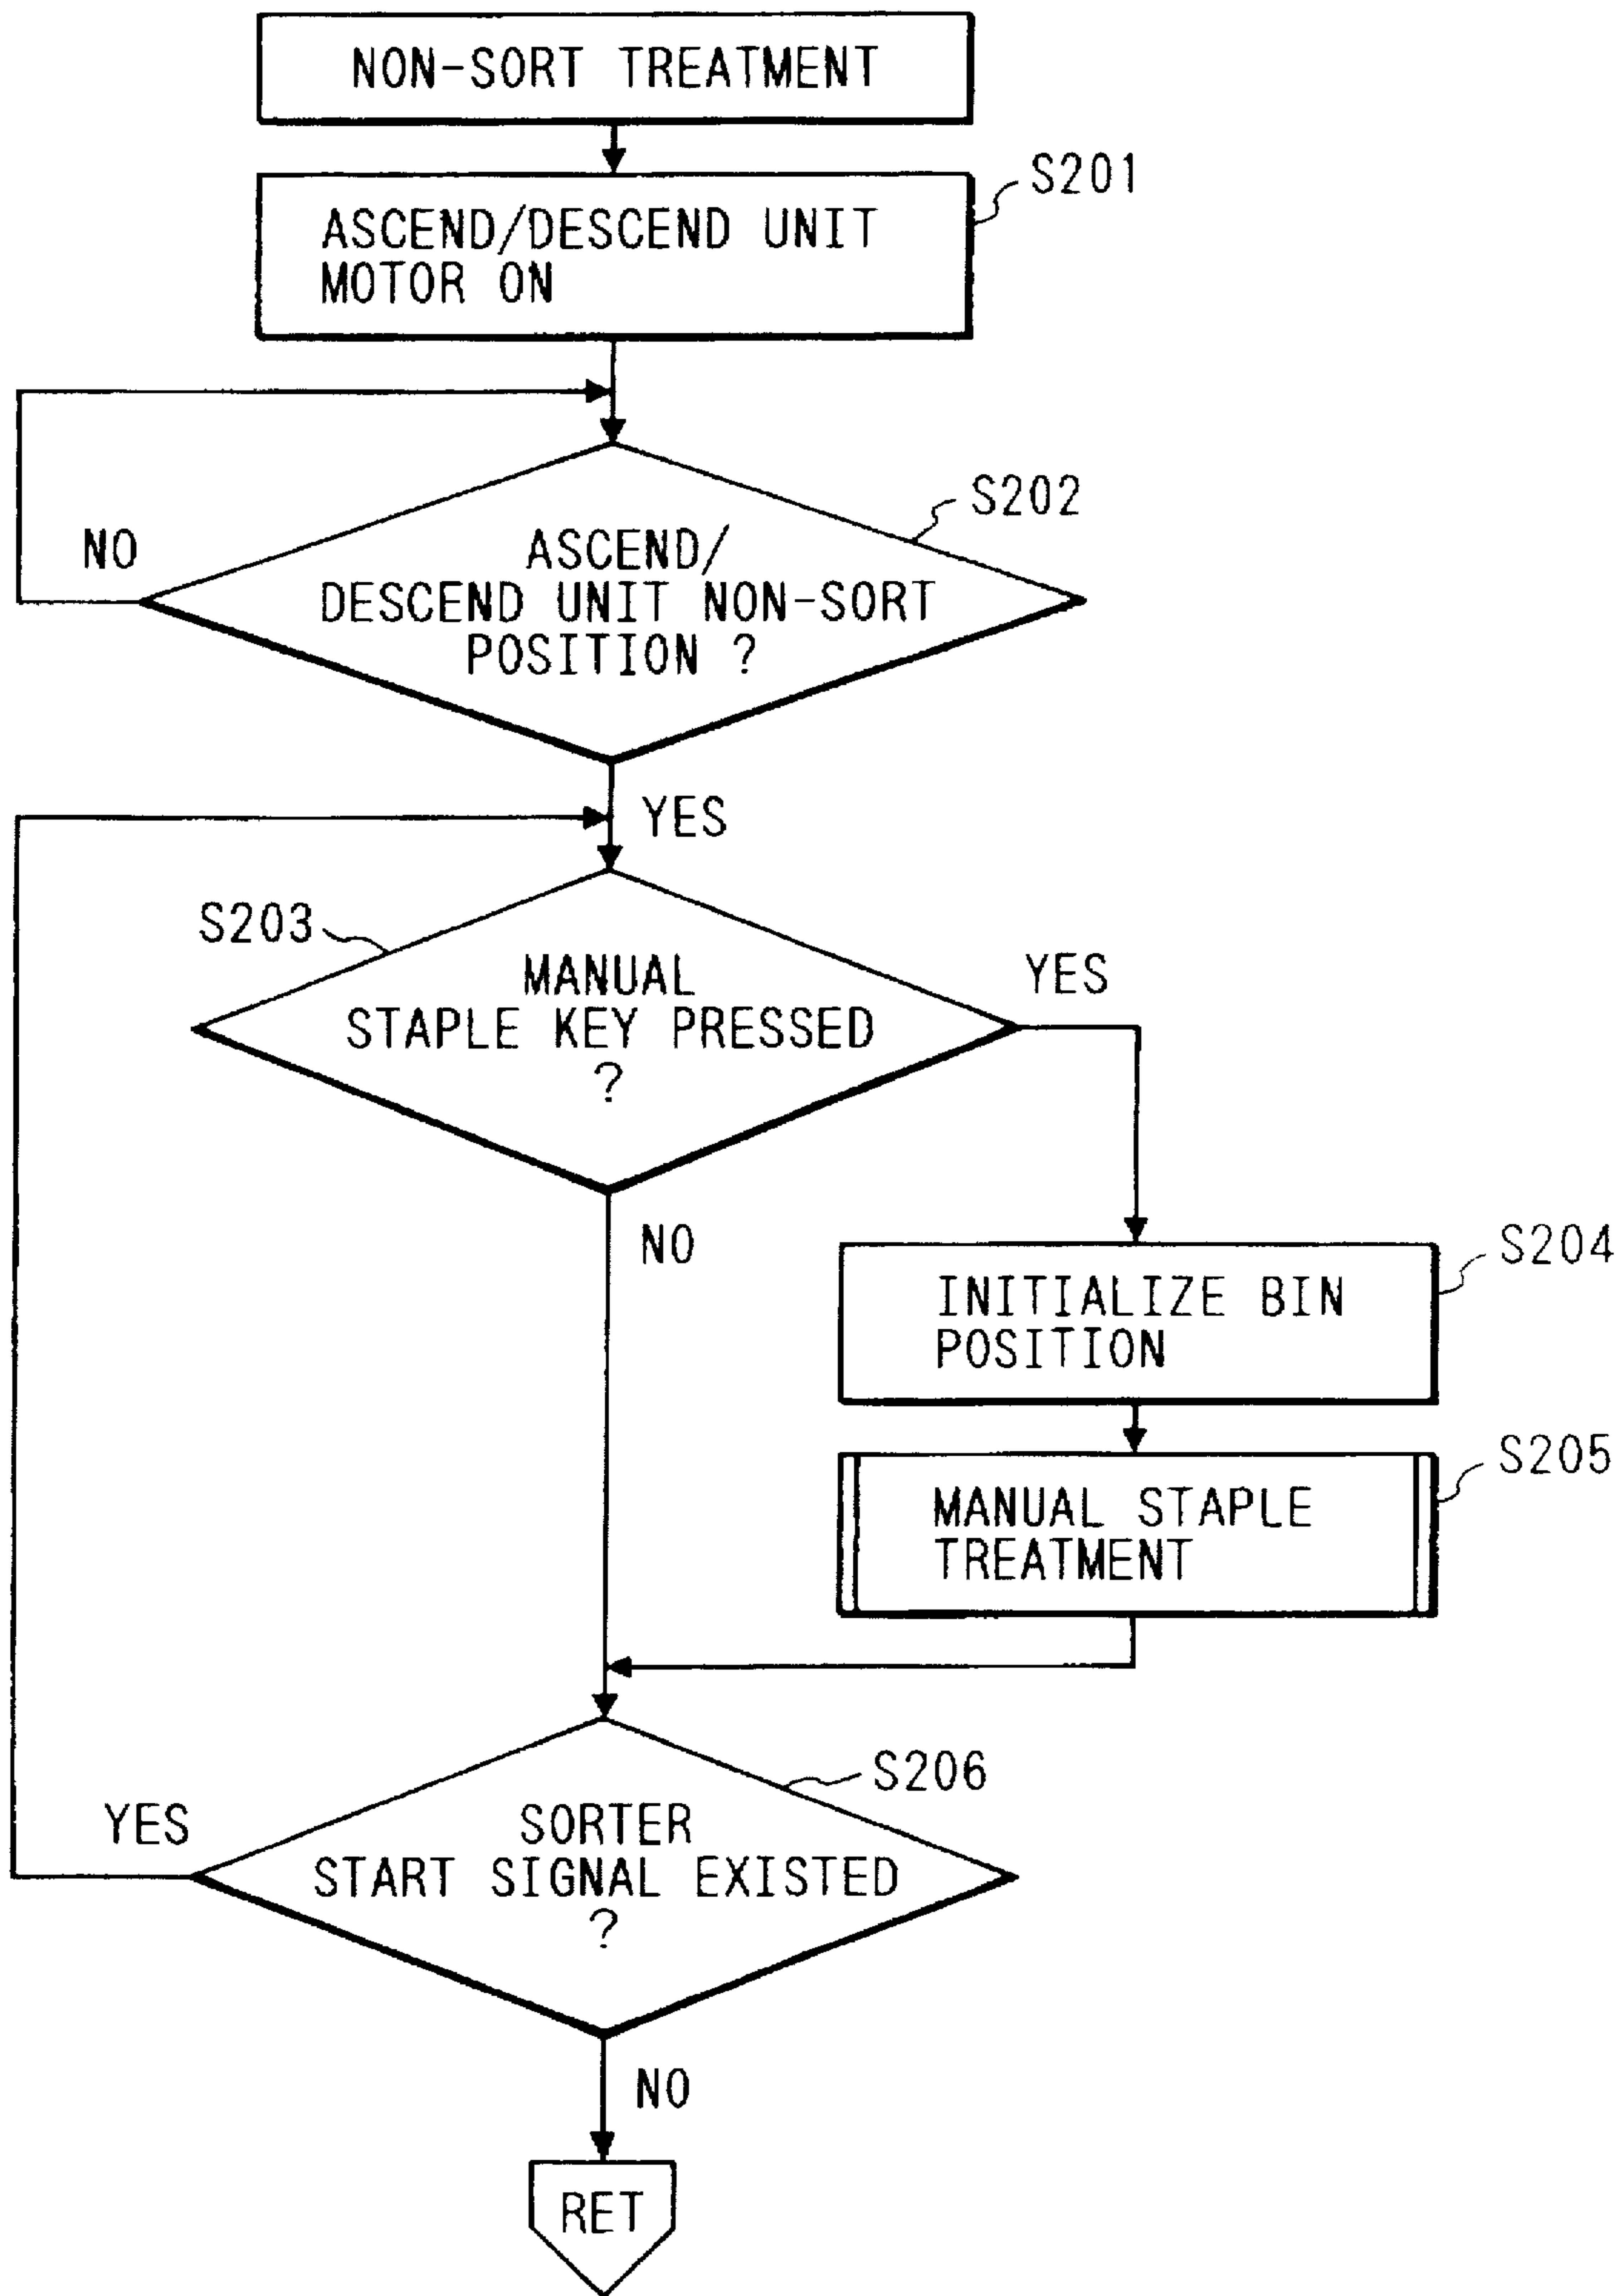 NON-SORT TREATMENT
S201
ASCEND/DESCEND UNIT
MOTOR ON
S202
NO
ASCEND/
DESCEND UNIT NON-SORT
POSITION ?
YES
S203
MANUAL
STAPLE KEY PRESSED
?
YES
NO
S204
INITIALIZE BIN
POSITION
S205
MANUAL STAPLE
TREATMENT
S206
YES
SORTER
START SIGNAL EXISTED
?
NO
RET